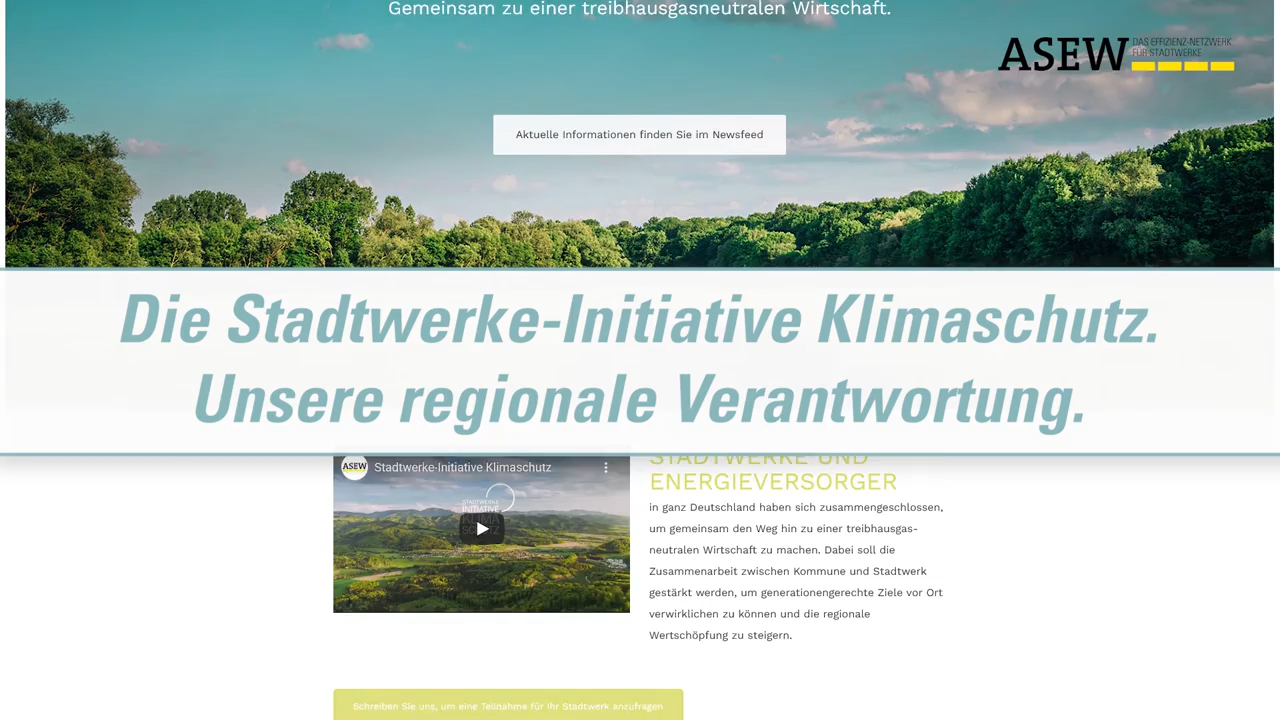 Gemeinsam zu einer treibhausgasneutralen Wirtschaft.
ASEW
DAS EFFIZIENZ-NETZWERK
FÜR STADTWERKE
Aktuelle Informationen finden Sie im Newsfeed
Die Stadtwerke-Initiative Klimaschutz.
Unsere regionale Verantwortung.
ASEW
Stadtwerke-Initiative Klimaschutz
STADTWERKE
INITIATIVE
KLIMA
SCHUTZ
STADTWERKE UND
ENERGIEVERSORGER
in ganz Deutschland haben sich zusammengeschlossen,
um gemeinsam den Weg hin zu einer treibhausgas-
neutralen Wirtschaft zu machen. Dabei soll die
Zusammenarbeit zwischen Kommune und Stadtwerk
gestärkt werden, um generationengerechte Ziele vor Ort
verwirklichen zu können und die regionale
Wertschöpfung zu steigern.
Schreiben Sie uns, um eine Teilnahme für Ihr Stadtwerk anzufragen